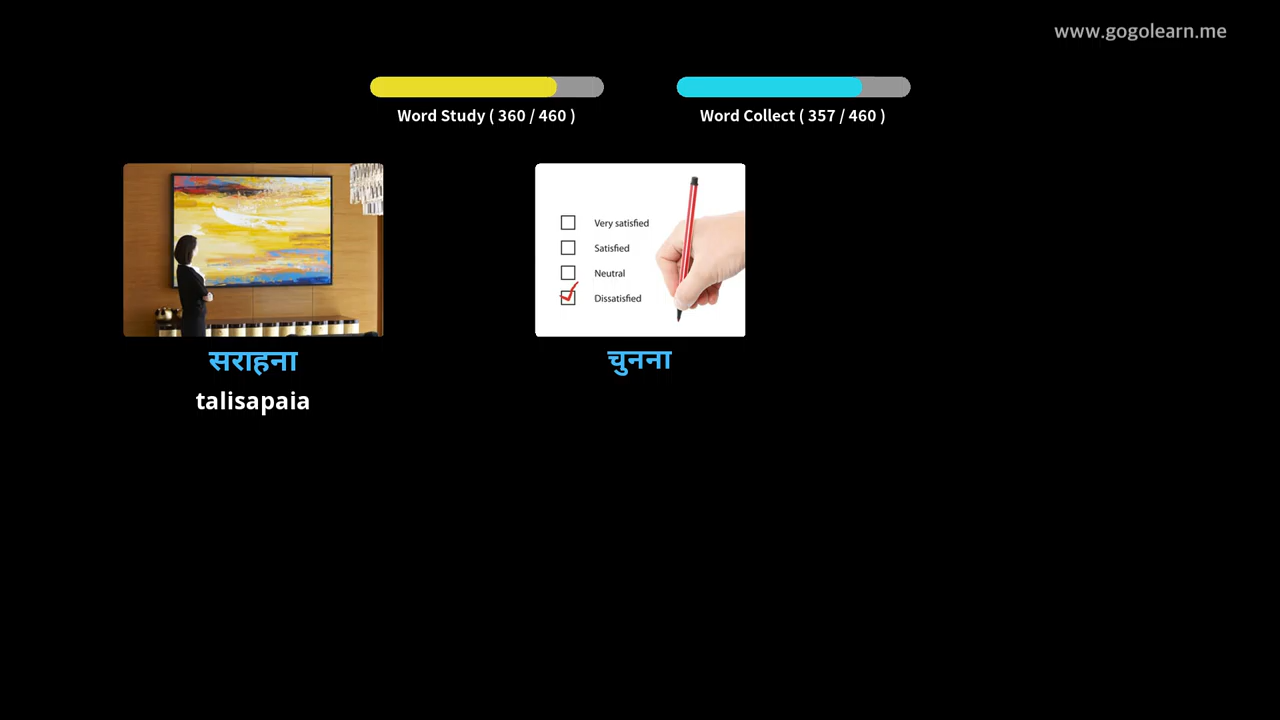 www.gogolearn.me
Word Study ( 360 / 460 )
Word Collect ( 357 / 460 )
Very satisfied
Satisfied
Neutral
Dissatisfied
सराहना
talisapaia
चुनना